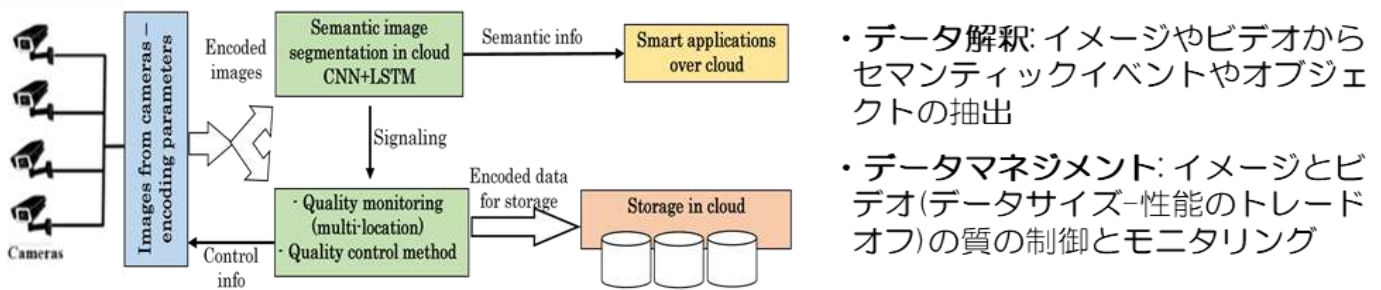 Cameras
Images from cameras –
encoding parameters
Encoded
images
Semantic image
segmentation in cloud
CNN+LSTM
Semantic info
Smart applications
over cloud
Signaling
- Quality monitoring
(multi-location)
- Quality control method
Control
info
Encoded data
for storage
Storage in cloud
・データ解釈: イメージやビデオから
セマンティックイベントやオブジェ
クトの抽出
・データマネジメント: イメージとビ
デオ(データサイズ–性能のトレード
オフ)の質の制御とモニタリング